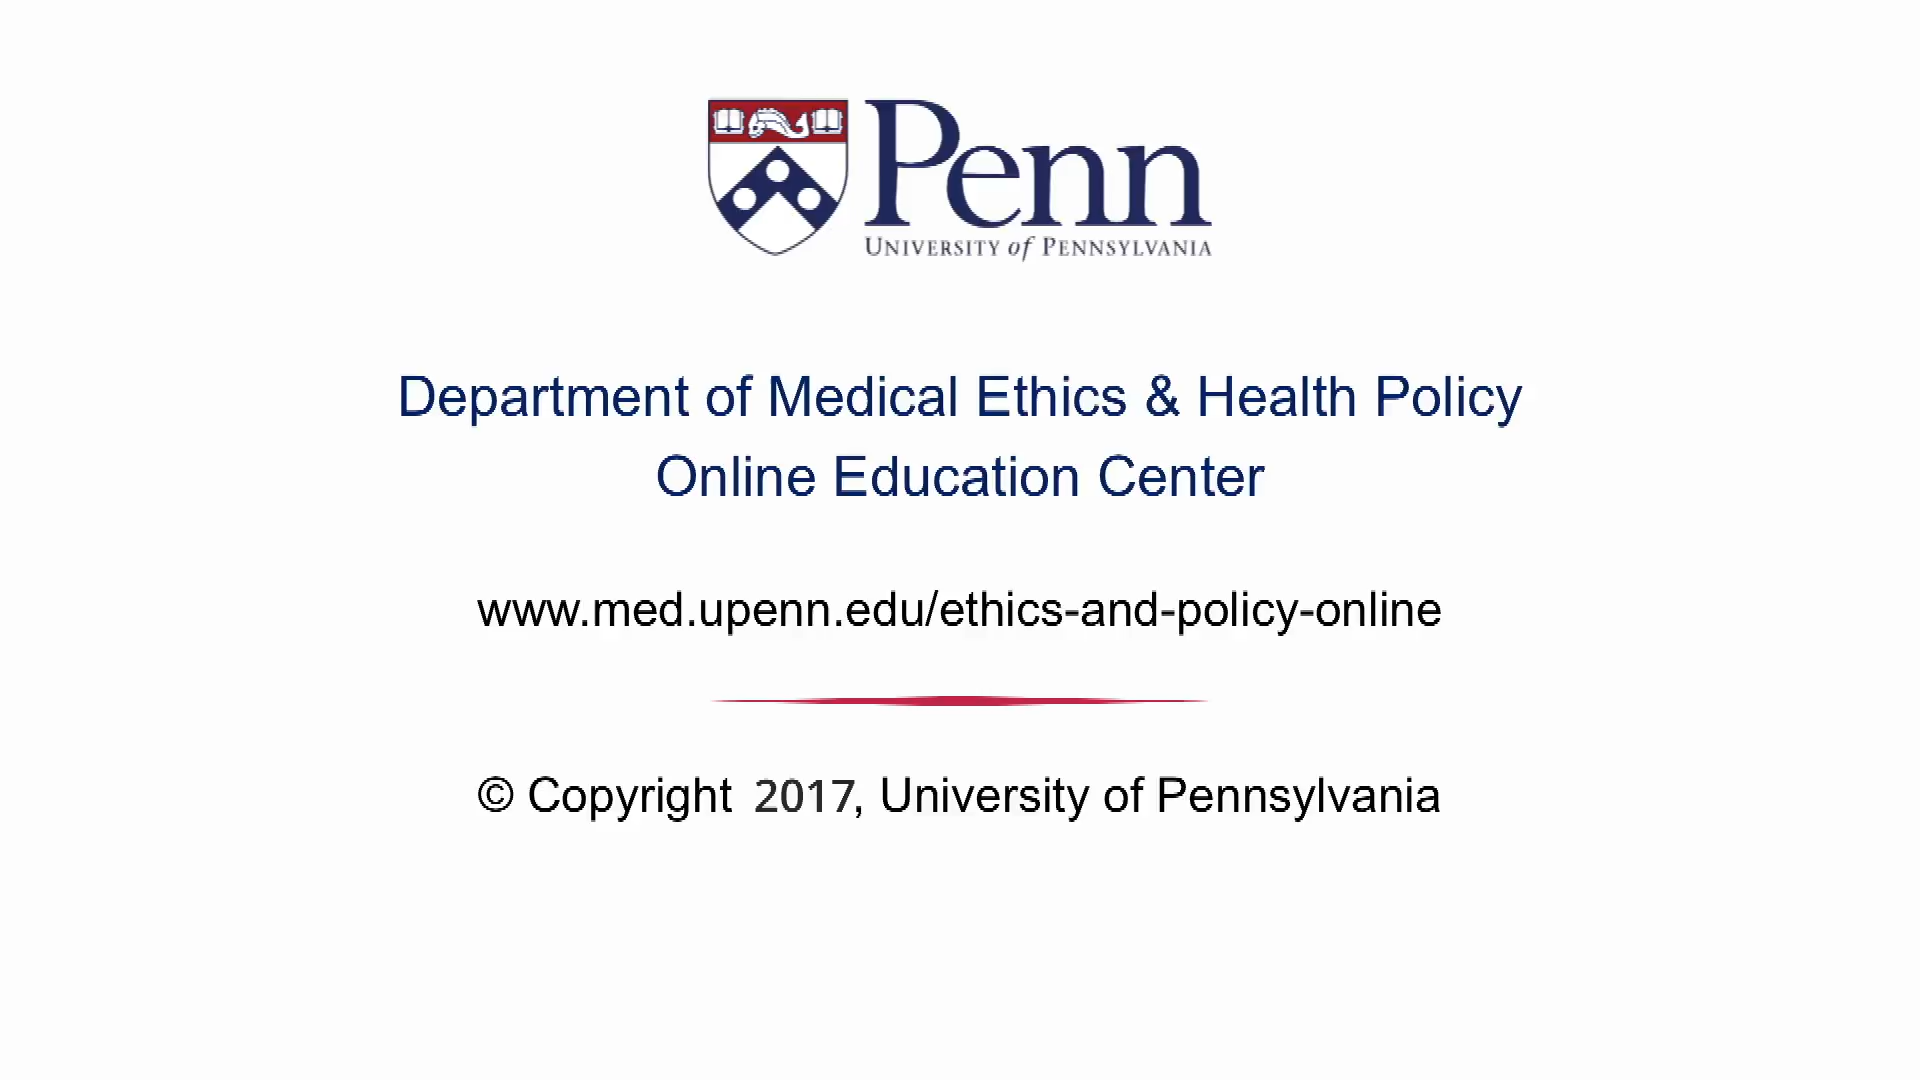 Penn
UNIVERSITY of PENNSYLVANIA
Department of Medical Ethics & Health Policy
Online Education Center
www.med.upenn.edu/ethics-and-policy-online
© Copyright 2017, University of Pennsylvania